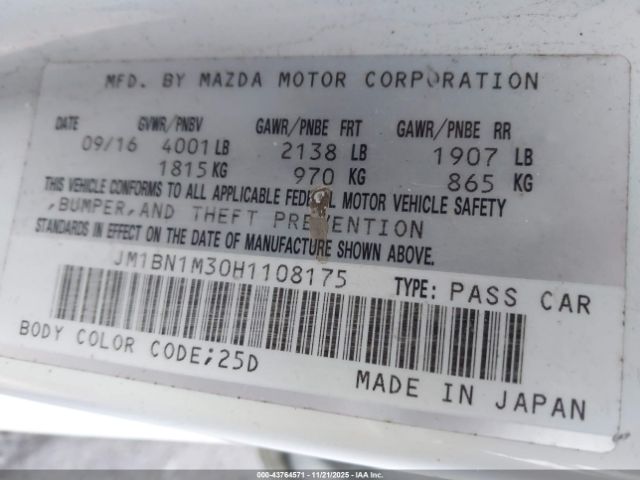 MFD. BY MAZDA MOTOR CORPORATION
DATE GVWR/PNBV GAWR/PNBE FRT GAWR/PNBE RR
09/16 4001 LB 2138 LB 1907 LB
1815 KG 970 KG 865 KG
THIS VEHICLE CONFORMS TO ALL APPLICABLE FEDERAL MOTOR VEHICLE SAFETY
,BUMPER,AND THEFT PREVENTION
STANDARDS IN EFFECT ON THE DATE OF MANUFACTURE SHOWN ABOVE.
JM1BN1M30H1108175 TYPE: PASS CAR
BODY COLOR CODE;25D
MADE IN JAPAN
000-43764571 - 11/21/2025 - IAAI.com